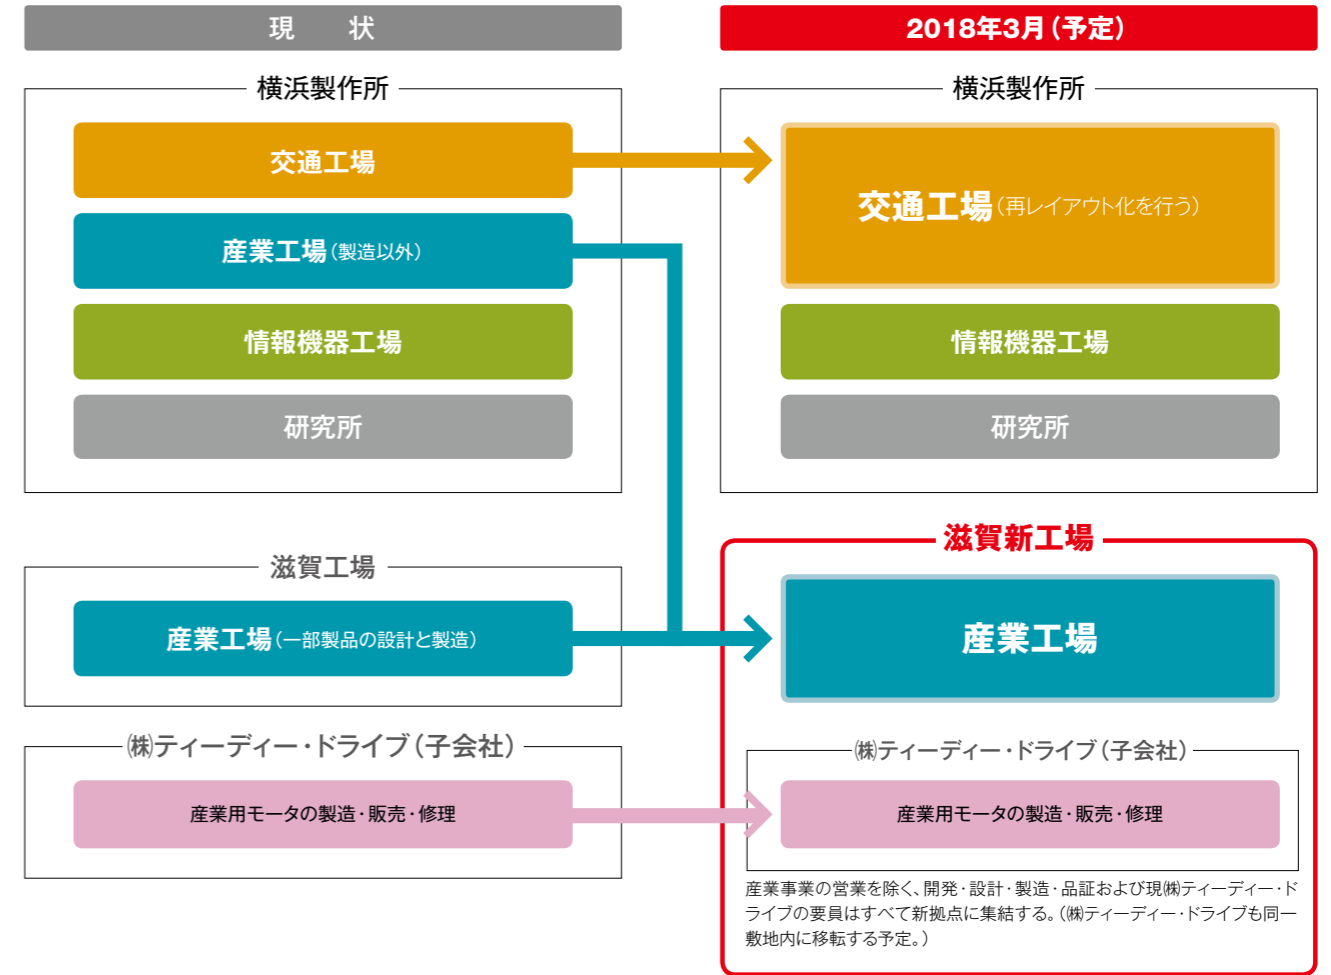 現 状
横浜製作所
交通工場
産業工場（製造以外）
情報機器工場
研究所
滋賀工場
産業工場（一部製品の設計と製造）
㈱ティーディー・ドライブ（子会社）
産業用モータの製造・販売・修理
2018年3月（予定）
横浜製作所
交通工場（再レイアウト化を行う）
情報機器工場
研究所
滋賀新工場
産業工場
㈱ティーディー・ドライブ（子会社）
産業用モータの製造・販売・修理
産業事業の営業を除く、開発・設計・製造・品証および現㈱ティーディー・ド
ライブの要員はすべて新拠点に集結する。（㈱ティーディー・ドライブも同一
敷地内に移転する予定。）